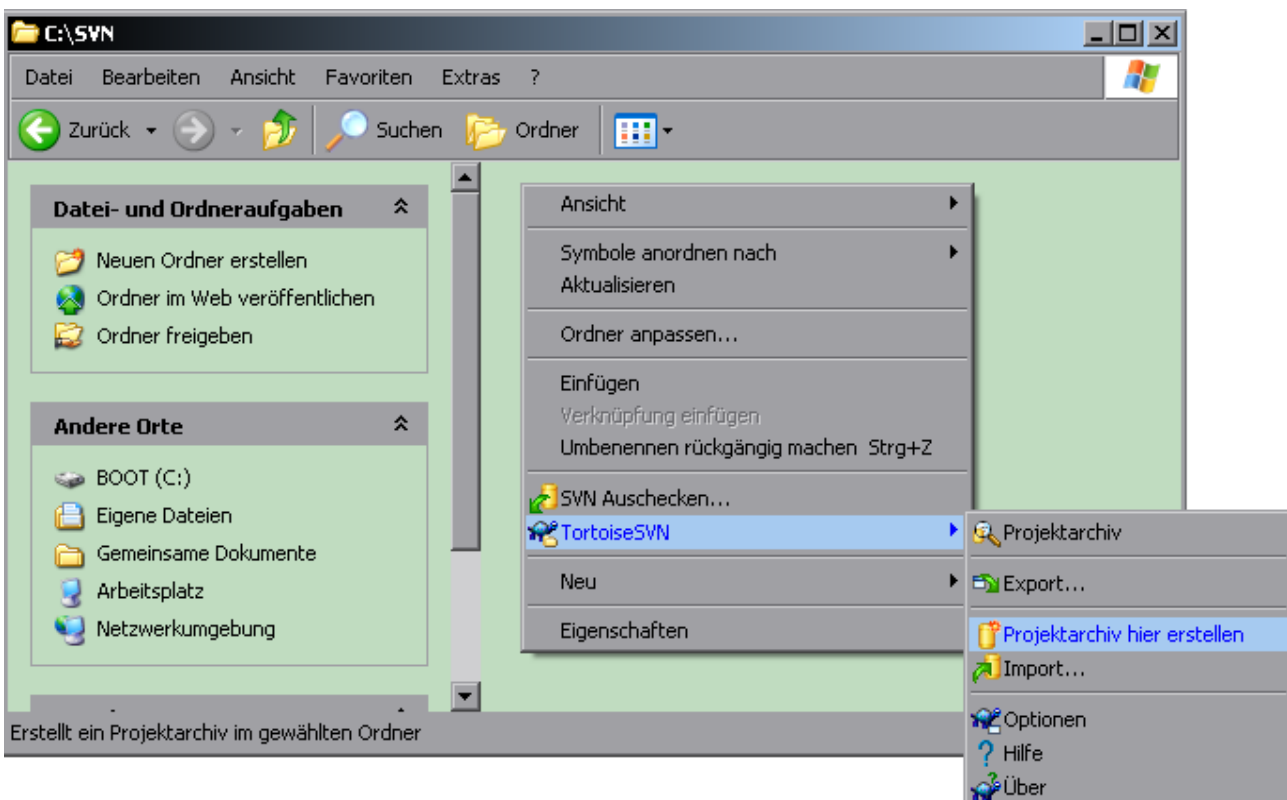 C:\SVN
Datei Bearbeiten Ansicht Favoriten Extras ?
Zurück Suchen Ordner
Datei- und Ordneraufgaben
Neuen Ordner erstellen
Ordner im Web veröffentlichen
Ordner freigeben
Andere Orte
BOOT (C:)
Eigene Dateien
Gemeinsame Dokumente
Arbeitsplatz
Netzwerkumgebung
Ansicht
Symbole anordnen nach
Aktualisieren
Ordner anpassen...
Einfügen
Verknüpfung einfügen
Umbenennen rückgängig machen Strg+Z
SVN Auschecken...
TortoiseSVN
Neu
Eigenschaften
Projektarchiv
Export...
Projektarchiv hier erstellen
Import...
Optionen
Hilfe
Über
Erstellt ein Projektarchiv im gewählten Ordner